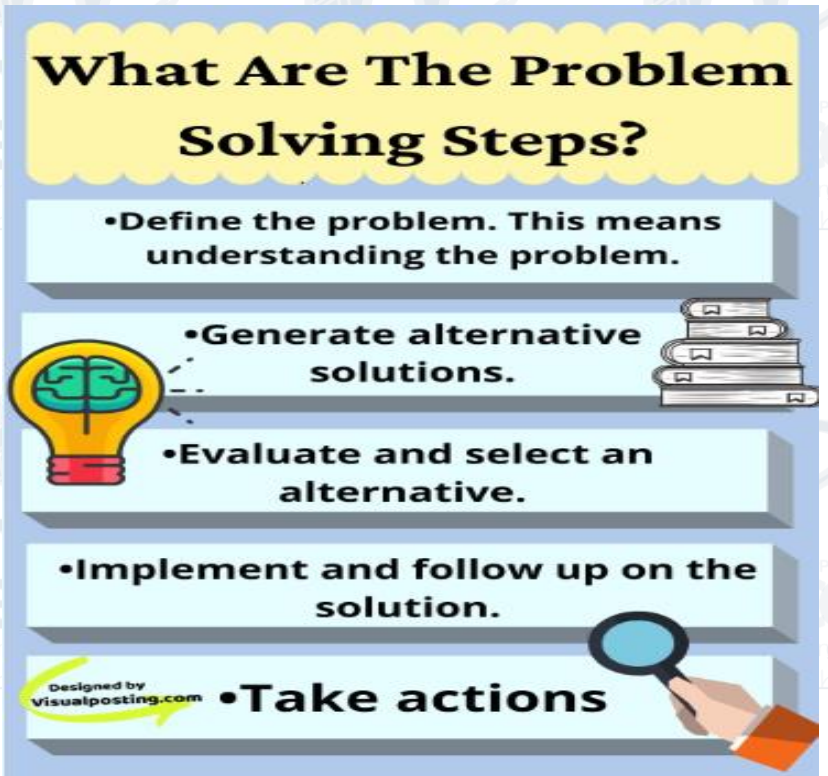 What Are The Problem
Solving Steps?
•Define the problem. This means
understanding the problem.
•Generate alternative
solutions.
•Evaluate and select an
alternative.
•Implement and follow up on the
solution.
Designed by
Visualposting.com
•Take actions